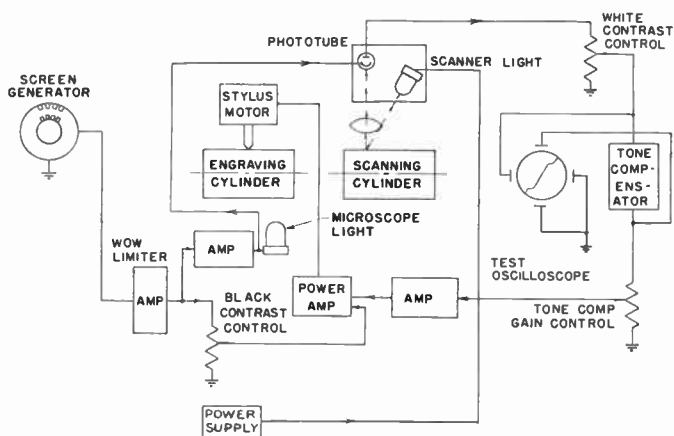 WHITE
CONTRAST
CONTROL
PHOTOTUBE
SCANNER LIGHT
SCREEN
GENERATOR
STYLUS
MOTOR
ENGRAVING
CYLINDER
SCANNING
CYLINDER
TONE
COMP-
ENS-
ATOR
MICROSCOPE
LIGHT
WOW
LIMITER
AMP
TEST
OSCILLOSCOPE
AMP
BLACK
CONTRAST
CONTROL
POWER
AMP
AMP
TONE COMP
GAIN CONTROL
POWER
SUPPLY